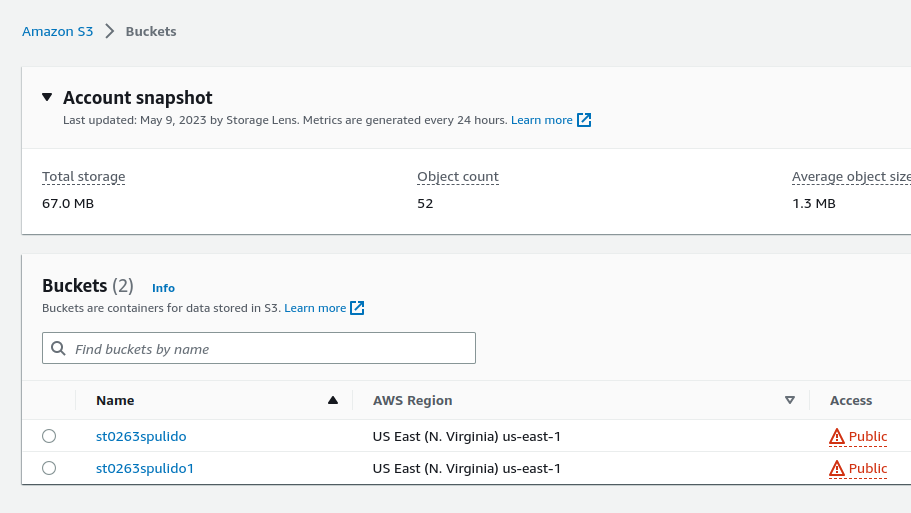 Amazon S3 > Buckets
Account snapshot
Last updated: May 9, 2023 by Storage Lens. Metrics are generated every 24 hours. Learn more
Total storage Object count Average object size
67.0 MB 52 1.3 MB
Buckets (2) Info
Buckets are containers for data stored in S3. Learn more
Find buckets by name
Name AWS Region Access
st0263spulido US East (N. Virginia) us-east-1 Public
st0263spulido1 US East (N. Virginia) us-east-1 Public